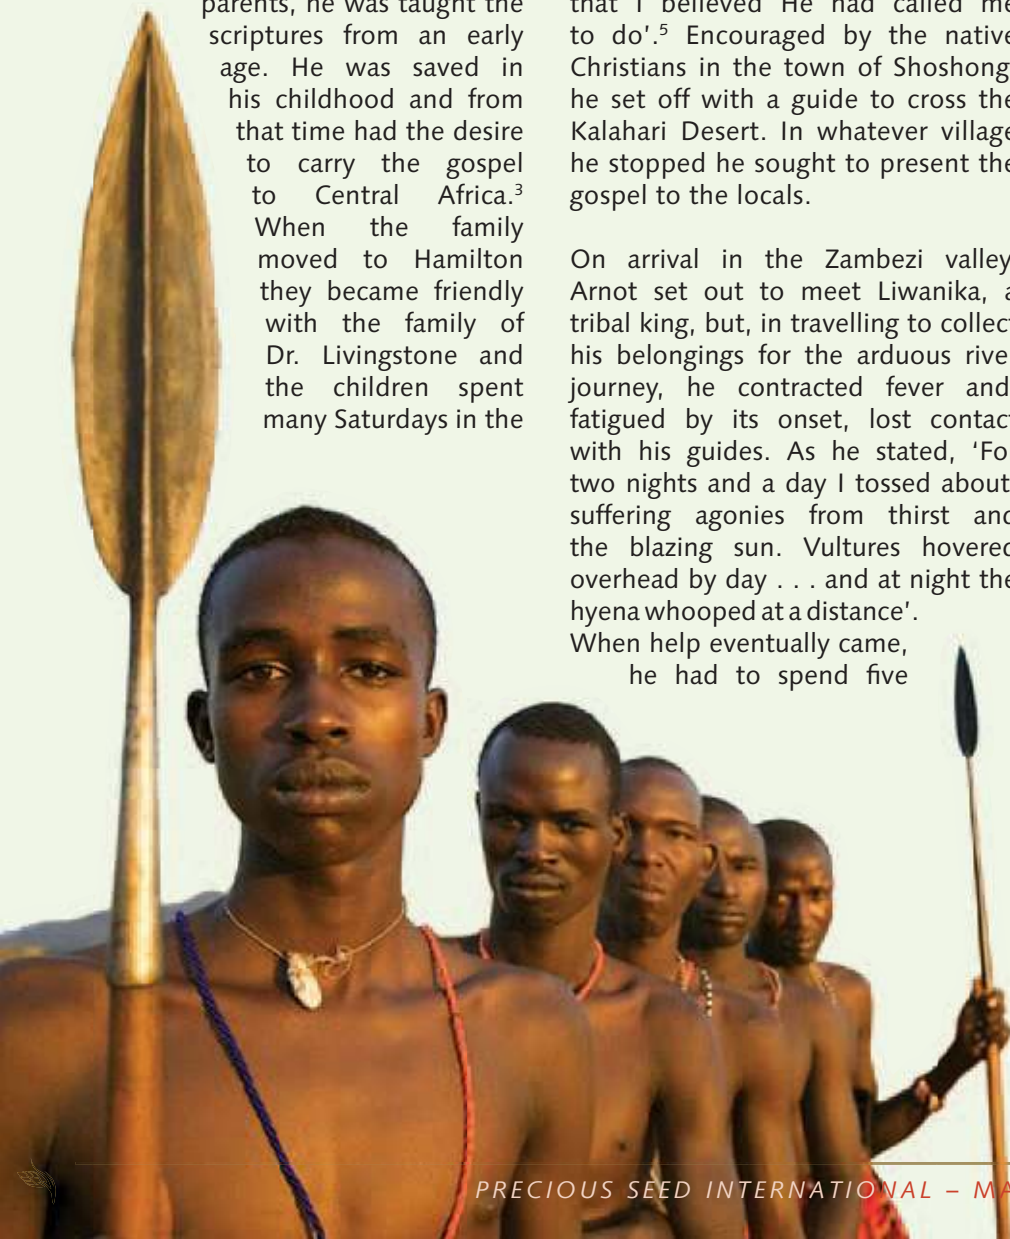 parents, he was taught the
scriptures from an early
age. He was saved in
his childhood and from
that time had the desire
to carry the gospel
to Central Africa.³
When the family
moved to Hamilton
they became friendly
with the family of
Dr. Livingstone and
the children spent
many Saturdays in the
that I believed He had called me
to do’.⁵ Encouraged by the native
Christians in the town of Shoshong
he set off with a guide to cross the
Kalahari Desert. In whatever village
he stopped he sought to present the
gospel to the locals.
On arrival in the Zambezi valley
Arnot set out to meet Liwanika, a
tribal king, but, in travelling to collect
his belongings for the arduous rive
journey, he contracted fever and
fatigued by its onset, lost contact
with his guides. As he stated, ‘Fo
two nights and a day I tossed about
suffering agonies from thirst and
the blazing sun. Vultures hovered
overhead by day . . . and at night the
hyena whooped at a distance’.
When help eventually came,
he had to spend five
PRECIOUS SEED INTERNATIONAL – MA